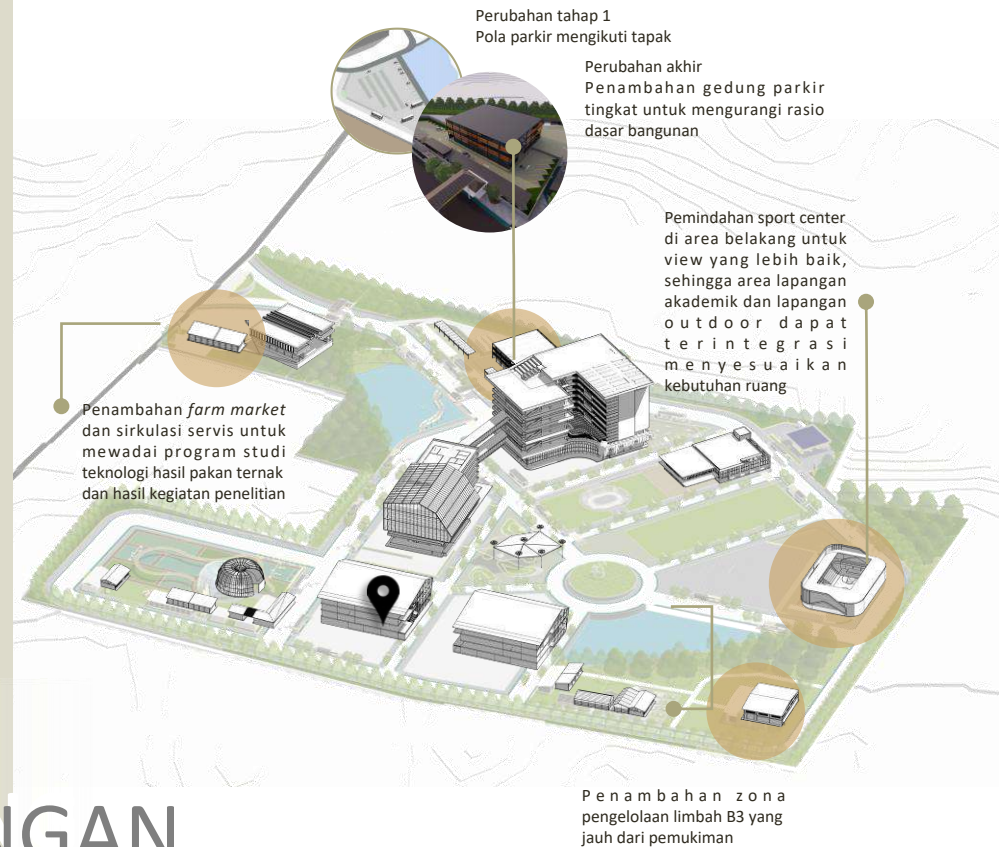 Perubahan tahap 1
Pola parkir mengikuti tapak
Perubahan akhir
Penambahan gedung parkir
tingkat untuk mengurangi rasio
dasar bangunan
Pemindahan sport center
di area belakang untuk
view yang lebih baik,
sehingga area lapangan
akademik dan lapangan
outdoor dapat
terintegrasi
menyesuaikan
kebutuhan ruang
Penambahan farm market
dan sirkulasi servis untuk
mewadai program studi
teknologi hasil pakan ternak
dan hasil kegiatan penelitian
Penambahan zona
pengelolaan limbah B3 yang
jauh dari pemukiman
NGAN